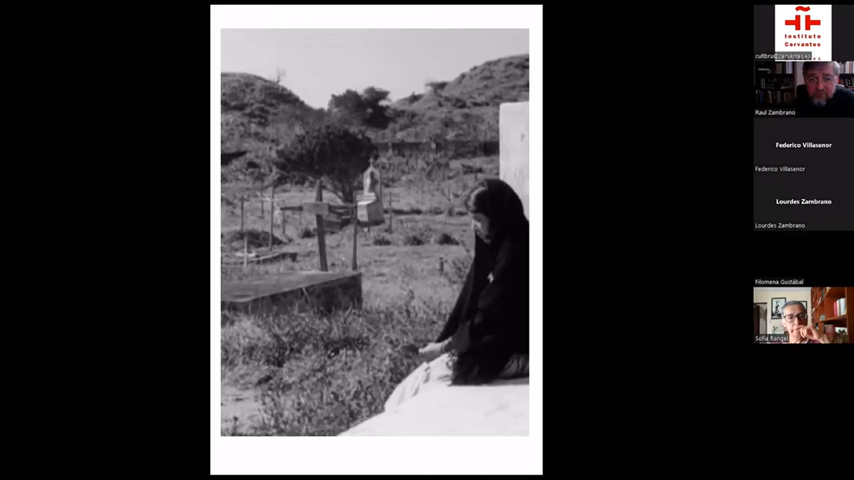 Instituto
Cervantes
Raul Zambrano
Federico Villasenor
Federico Villasenor
Lourdes Zambrano
Lourdes Zambrano
Filomena Gustábal
Sofia Rangel